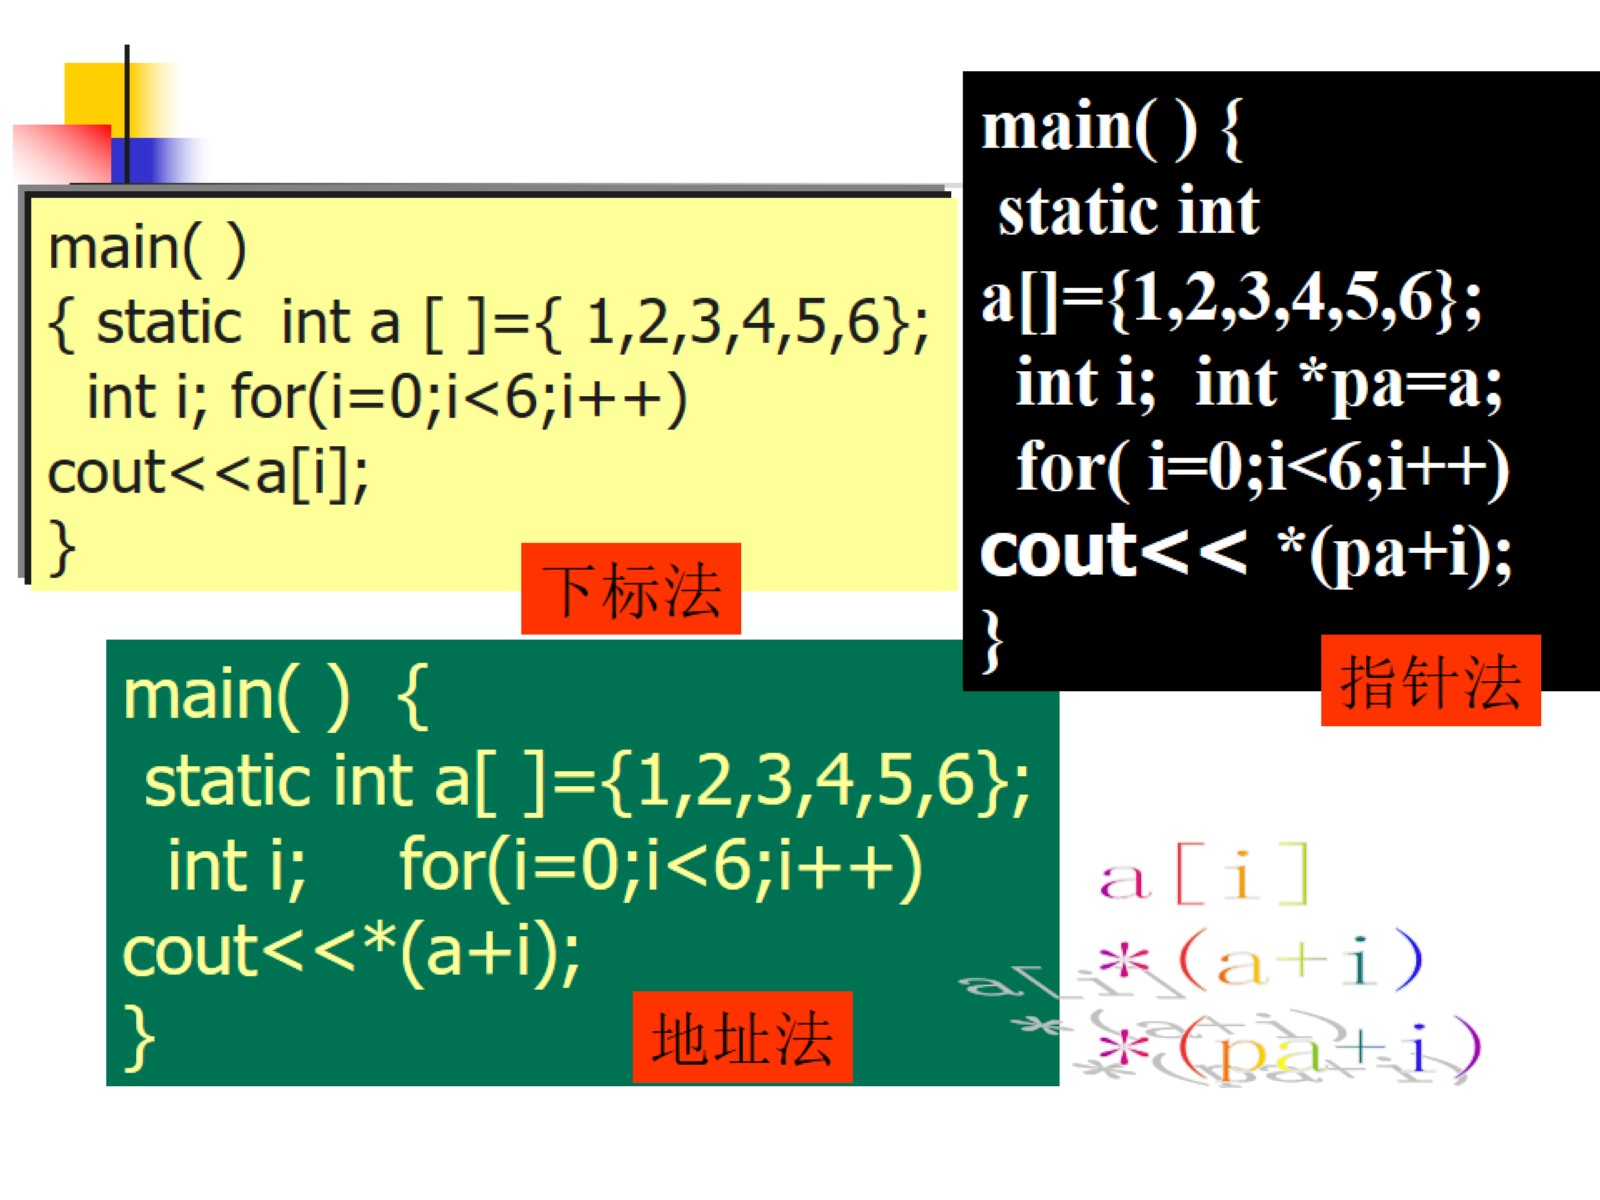 main( )
{ static  int a [ ]={ 1,2,3,4,5,6};
  int i; for(i=0;i<6;i++)
cout<<a[i];
}
下标法
main( ) {
 static int
a[]={1,2,3,4,5,6};
  int i;  int *pa=a;
  for( i=0;i<6;i++)
cout<< *(pa+i);
}
指针法
main( )  {
 static int a[ ]={1,2,3,4,5,6};
  int i;    for(i=0;i<6;i++)
cout<<*(a+i);
}
地址法
a[i]
*(a+i)
*(pa+i)